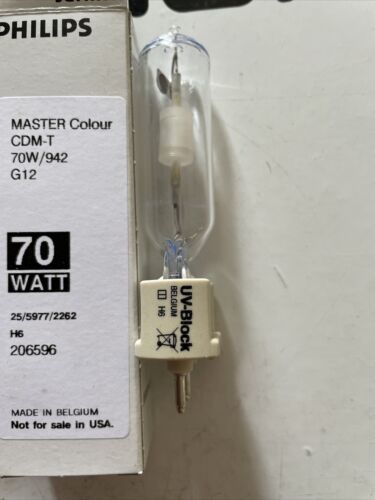 PHILIPS
MASTER Colour
CDM-T
70W/942
G12
70
WATT
25/5977/2262
H6
206596
MADE IN BELGIUM
Not for sale in USA.
UV-Block
BELGIUM
H6